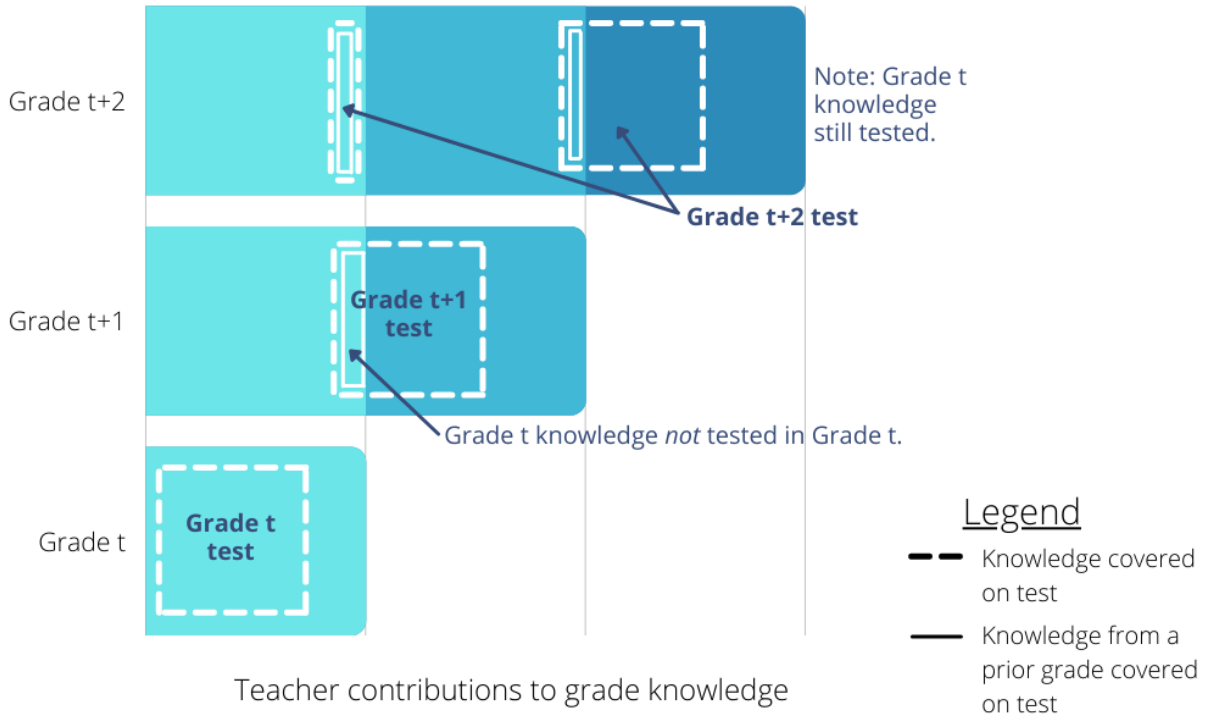 Grade t+2
Note: Grade t
knowledge
still tested.
Grade t+2 test
Grade t+1
Grade t+1
test
Grade t knowledge not tested in Grade t.
Grade t
Grade t
test
Legend
Knowledge covered
on test
Knowledge from a
prior grade covered
on test
Teacher contributions to grade knowledge